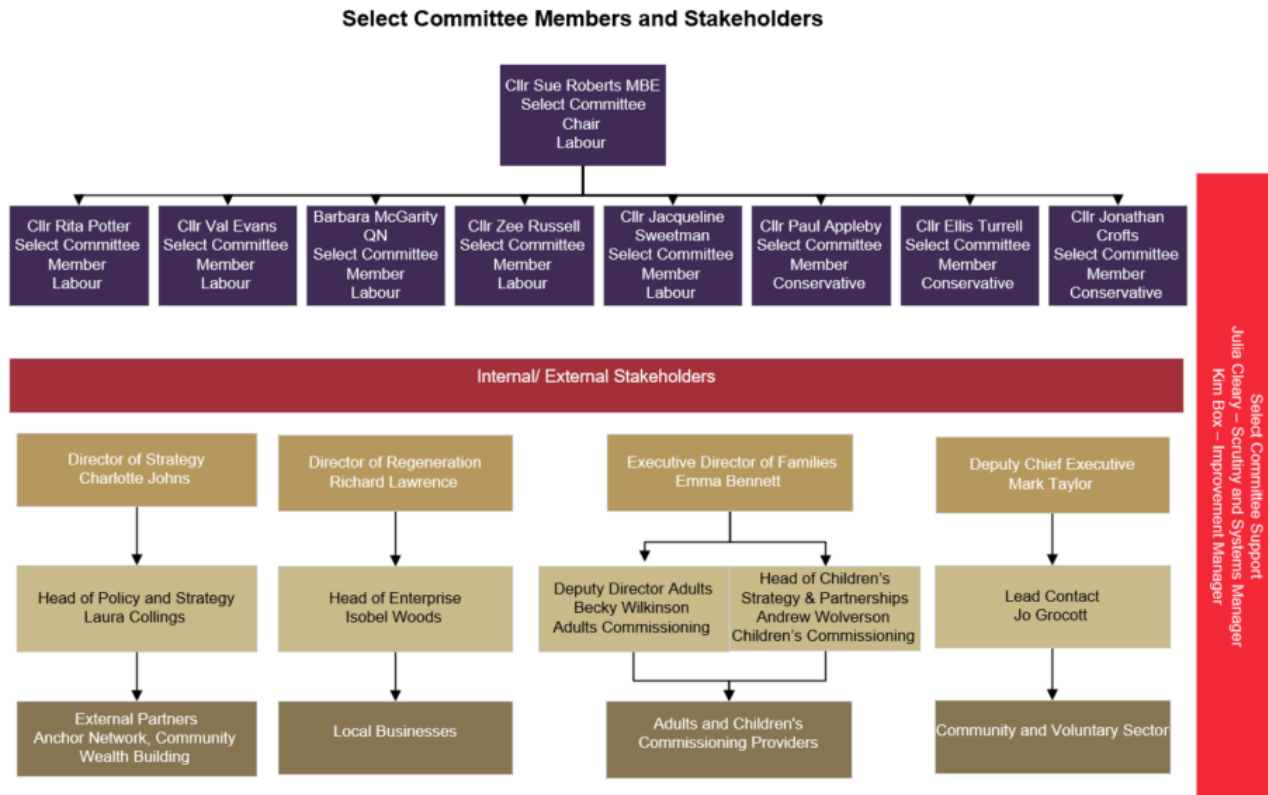 Select Committee Members and Stakeholders
Cllr Sue Roberts MBE
Select Committee
Chair
Labour
Cllr Rita Potter
Select Committee
Member
Labour
Cllr Val Evans
Select Committee
Member
Labour
Barbara McGarity
QN
Select Committee
Member
Labour
Cllr Zee Russell
Select Committee
Member
Labour
Cllr Jacqueline
Sweetman
Select Committee
Member
Labour
Cllr Paul Appleby
Select Committee
Member
Conservative
Cllr Ellis Turrell
Select Committee
Member
Conservative
Cllr Jonathan
Crofts
Select Committee
Member
Conservative
Select Committee Support
Julia Cleary – Scrutiny and Systems Manager
Kim Box – Improvement Manager
Internal/ External Stakeholders
Director of Strategy
Charlotte Johns
Director of Regeneration
Richard Lawrence
Executive Director of Families
Emma Bennett
Deputy Chief Executive
Mark Taylor
Head of Policy and Strategy
Laura Collings
Head of Enterprise
Isobel Woods
Deputy Director Adults
Becky Wilkinson
Adults Commissioning
Head of Children's
Strategy & Partnerships
Andrew Wolverson
Children's Commissioning
Lead Contact
Jo Grocott
External Partners
Anchor Network, Community
Wealth Building
Local Businesses
Adults and Children's
Commissioning Providers
Community and Voluntary Sector